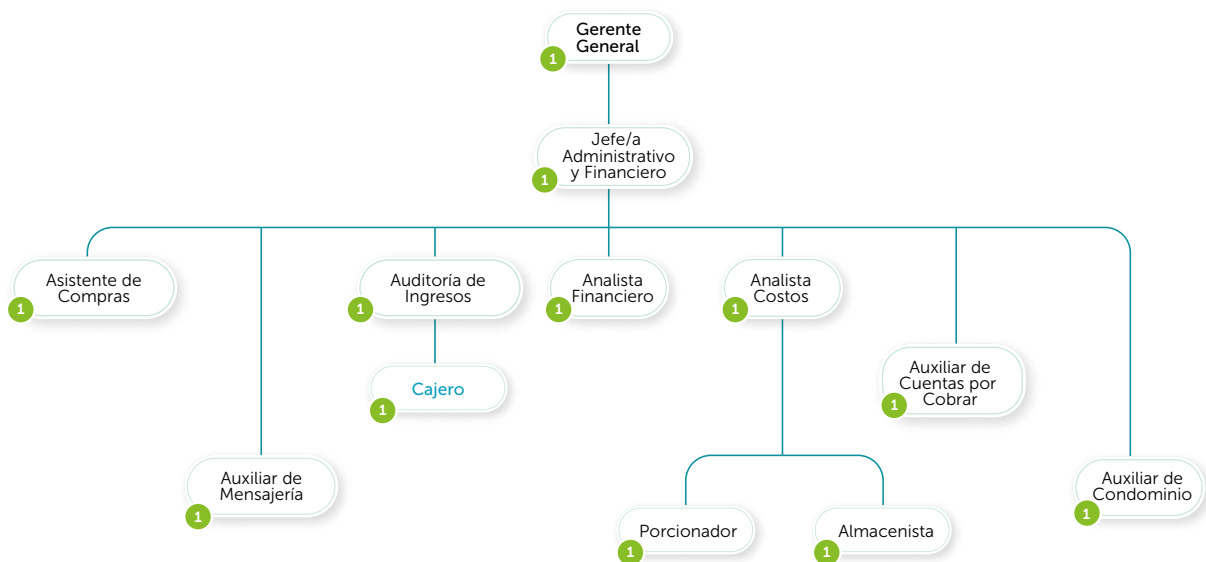 Gerente
General
1
Jefe/a
Administrativo
y Financiero
1
Asistente de
Compras
1
Auditoría de
Ingresos
1
Analista
Financiero
1
Analista
Costos
1
Cajero
1
Auxiliar de
Cuentas por
Cobrar
1
Auxiliar de
Mensajería
1
Auxiliar de
Condominio
1
Porcionador
1
Almacenista
1